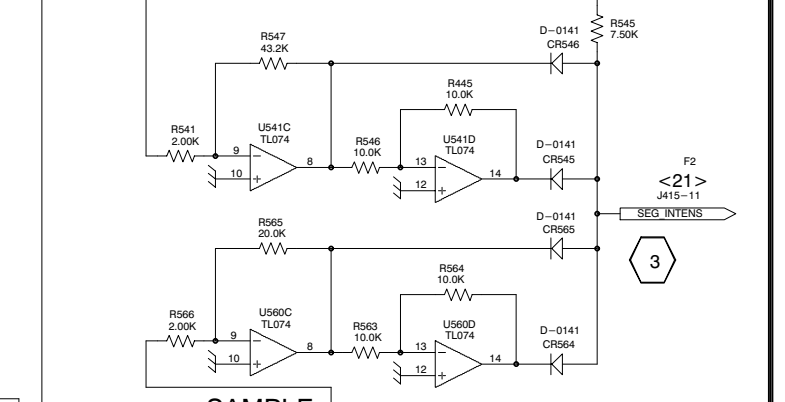 R545
7.50K
D-0141
CR546
R547
43.2K
R445
10.0K
R541
2.00K
U541C
TL074
9
8
10
R546
10.0K
U541D
TL074
13
14
12
D-0141
CR545
F2
<21>
J415-11
SEG_INTENS
3
R565
20.0K
D-0141
CR565
R564
10.0K
R566
2.00K
U560C
TL074
9
8
10
R563
10.0K
U560D
TL074
13
14
12
D-0141
CR564
SAMPLE